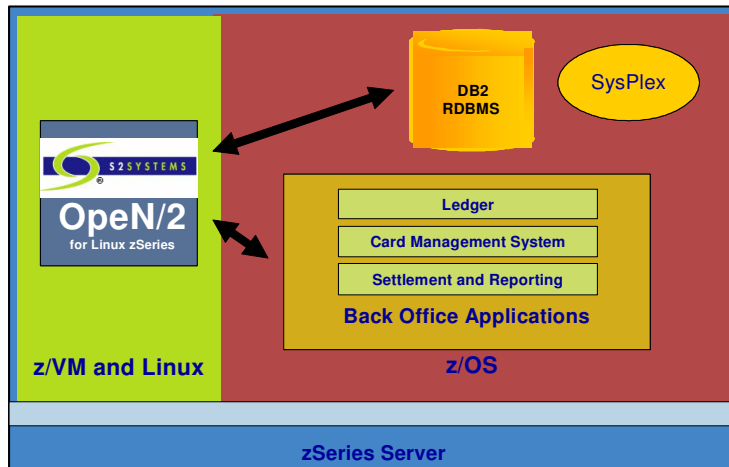 DB2
RDBMS
SysPlex
S2SYSTEMS
®
OpeN/2
for Linux zSeries
Ledger
Card Management System
Settlement and Reporting
Back Office Applications
z/VM and Linux
z/OS
zSeries Server